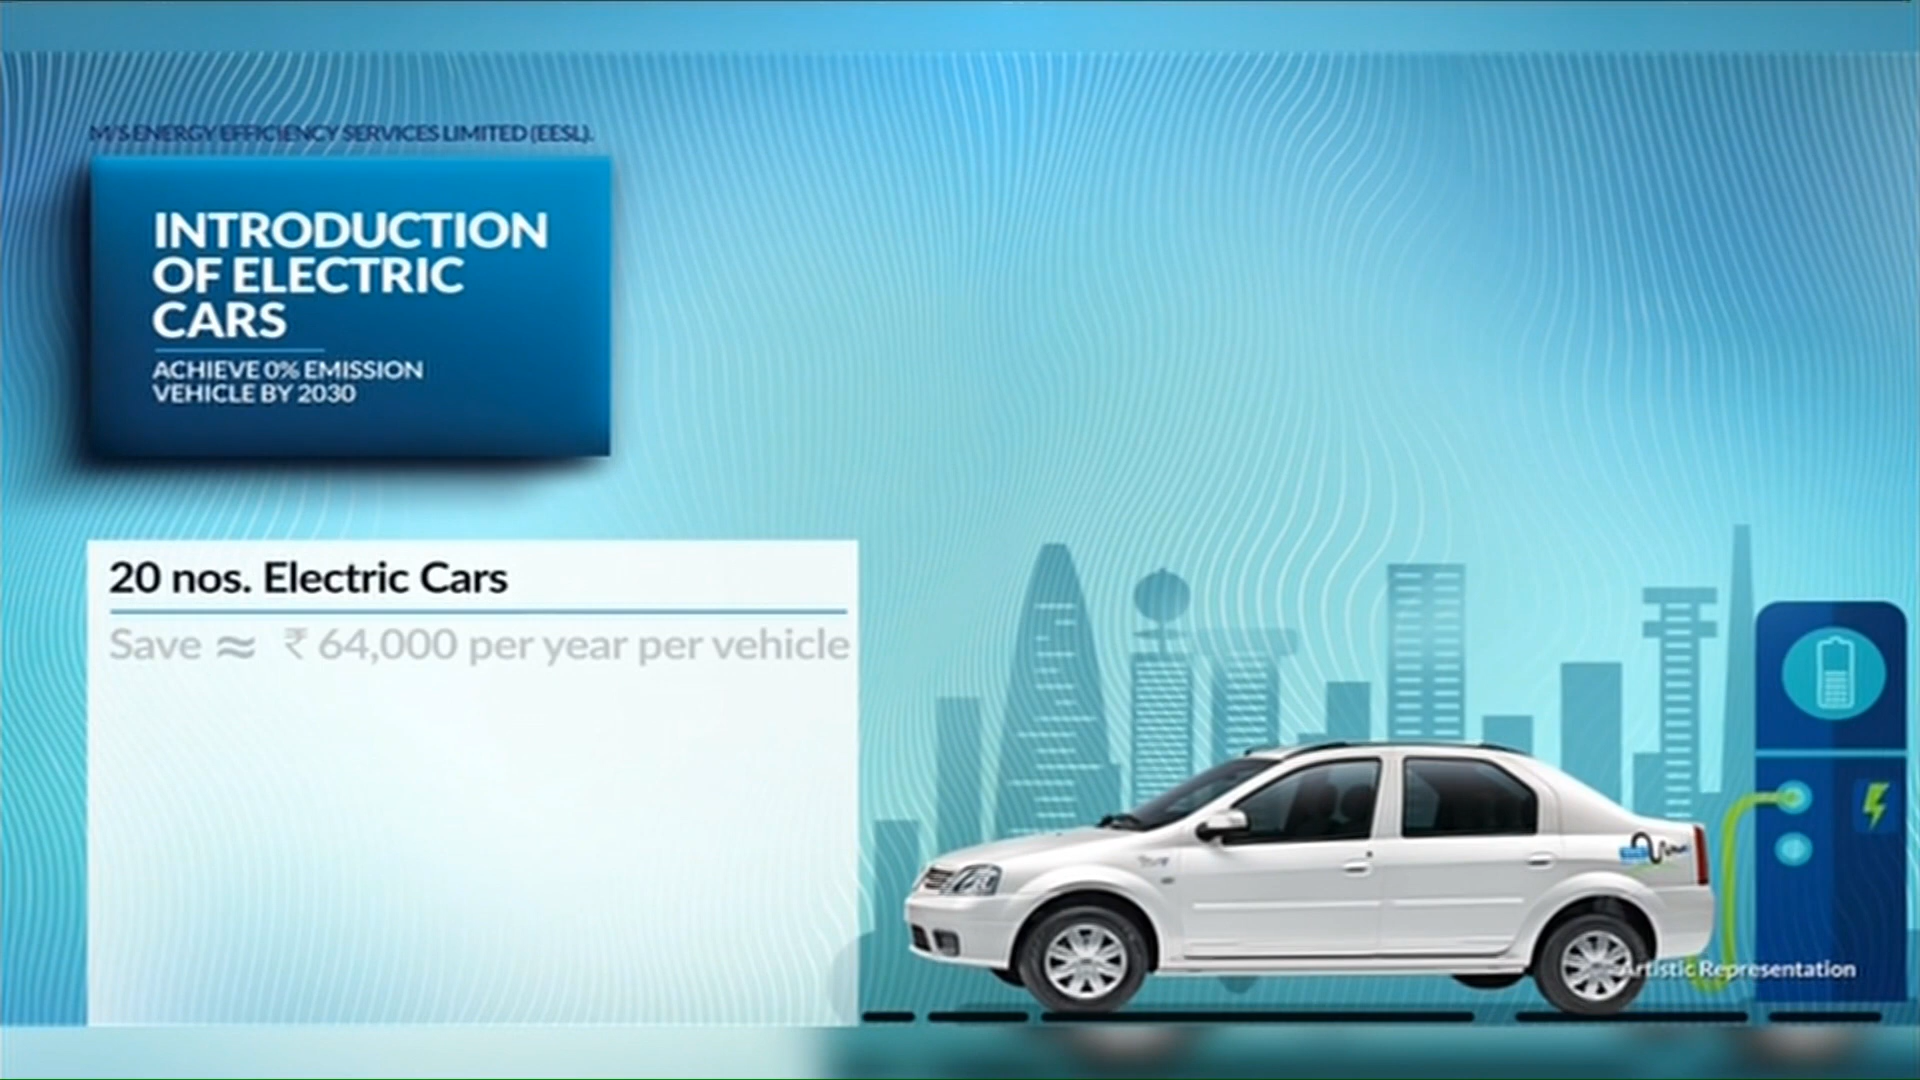 M/S ENERGY EFFICIENCY SERVICES LIMITED (EESL).
INTRODUCTION
OF ELECTRIC
CARS
ACHIEVE 0% EMISSION
VEHICLE BY 2030
20 nos. Electric Cars
Save ≈ ₹ 64,000 per year per vehicle
Artistic Representation